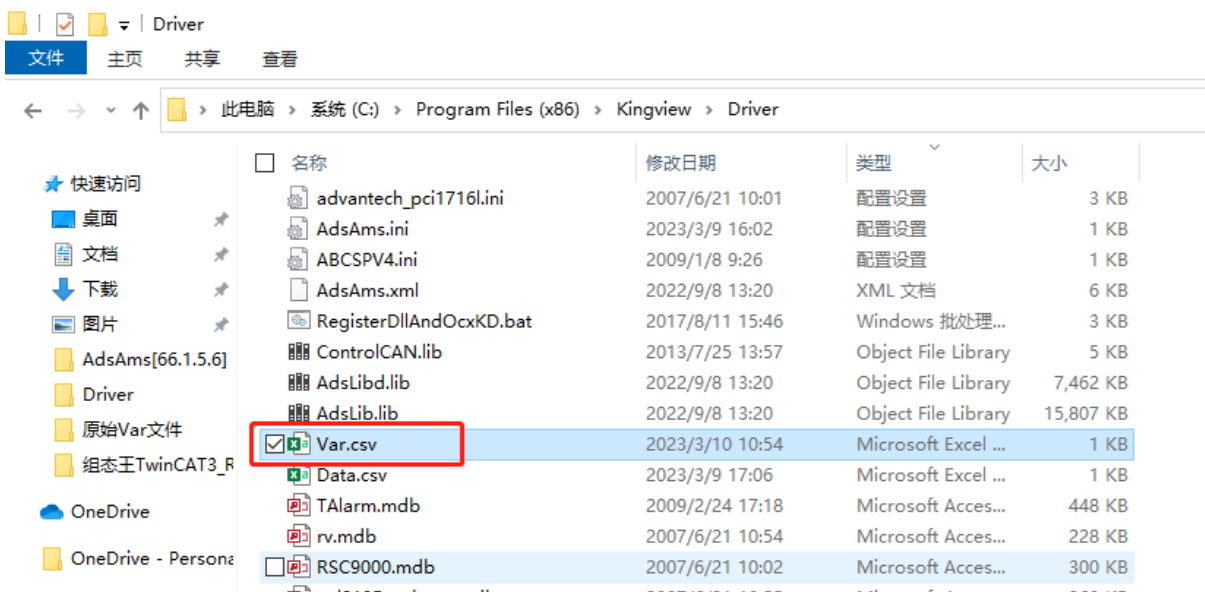 Driver
文件 主页 共享 查看
此电脑 > 系统 (C:) > Program Files (x86) > Kingview > Driver
快速访问
桌面
文档
下载
图片
AdsAms[66.1.5.6]
Driver
原始Var文件
组态王TwinCAT3_R
OneDrive
OneDrive - Persona
名称 修改日期 类型 大小
advantech_pci1716l.ini 2007/6/21 10:01 配置设置 3 KB
AdsAms.ini 2023/3/9 16:02 配置设置 1 KB
ABCSPV4.ini 2009/1/8 9:26 配置设置 1 KB
AdsAms.xml 2022/9/8 13:20 XML 文档 6 KB
RegisterDllAndOcxKD.bat 2017/8/11 15:46 Windows 批处理... 3 KB
ControlCAN.lib 2013/7/25 13:57 Object File Library 5 KB
AdsLibd.lib 2022/9/8 13:20 Object File Library 7,462 KB
AdsLib.lib 2022/9/8 13:20 Object File Library 15,807 KB
Var.csv 2023/3/10 10:54 Microsoft Excel ... 1 KB
Data.csv 2023/3/9 17:06 Microsoft Excel ... 1 KB
TAlarm.mdb 2009/2/24 17:18 Microsoft Acces... 448 KB
rv.mdb 2007/6/21 10:54 Microsoft Acces... 228 KB
RSC9000.mdb 2007/6/21 10:02 Microsoft Acces... 300 KB